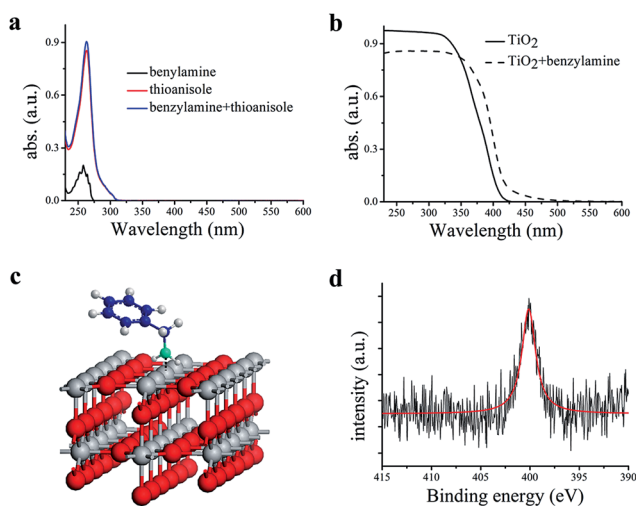 a
abs. (a.u.)
0.9
0.6
0.3
0.0
benylamine
thioanisole
benzylamine+thioanisole
250 300 350 400 450 500 550 600
Wavelength (nm)
b
abs. (a.u.)
0.9
0.6
0.3
0.0
TiO2
TiO2+benzylamine
250 300 350 400 450 500 550 600
Wavelength (nm)
c
d
intensity (a.u.)
415 410 405 400 395 390
Binding energy (eV)